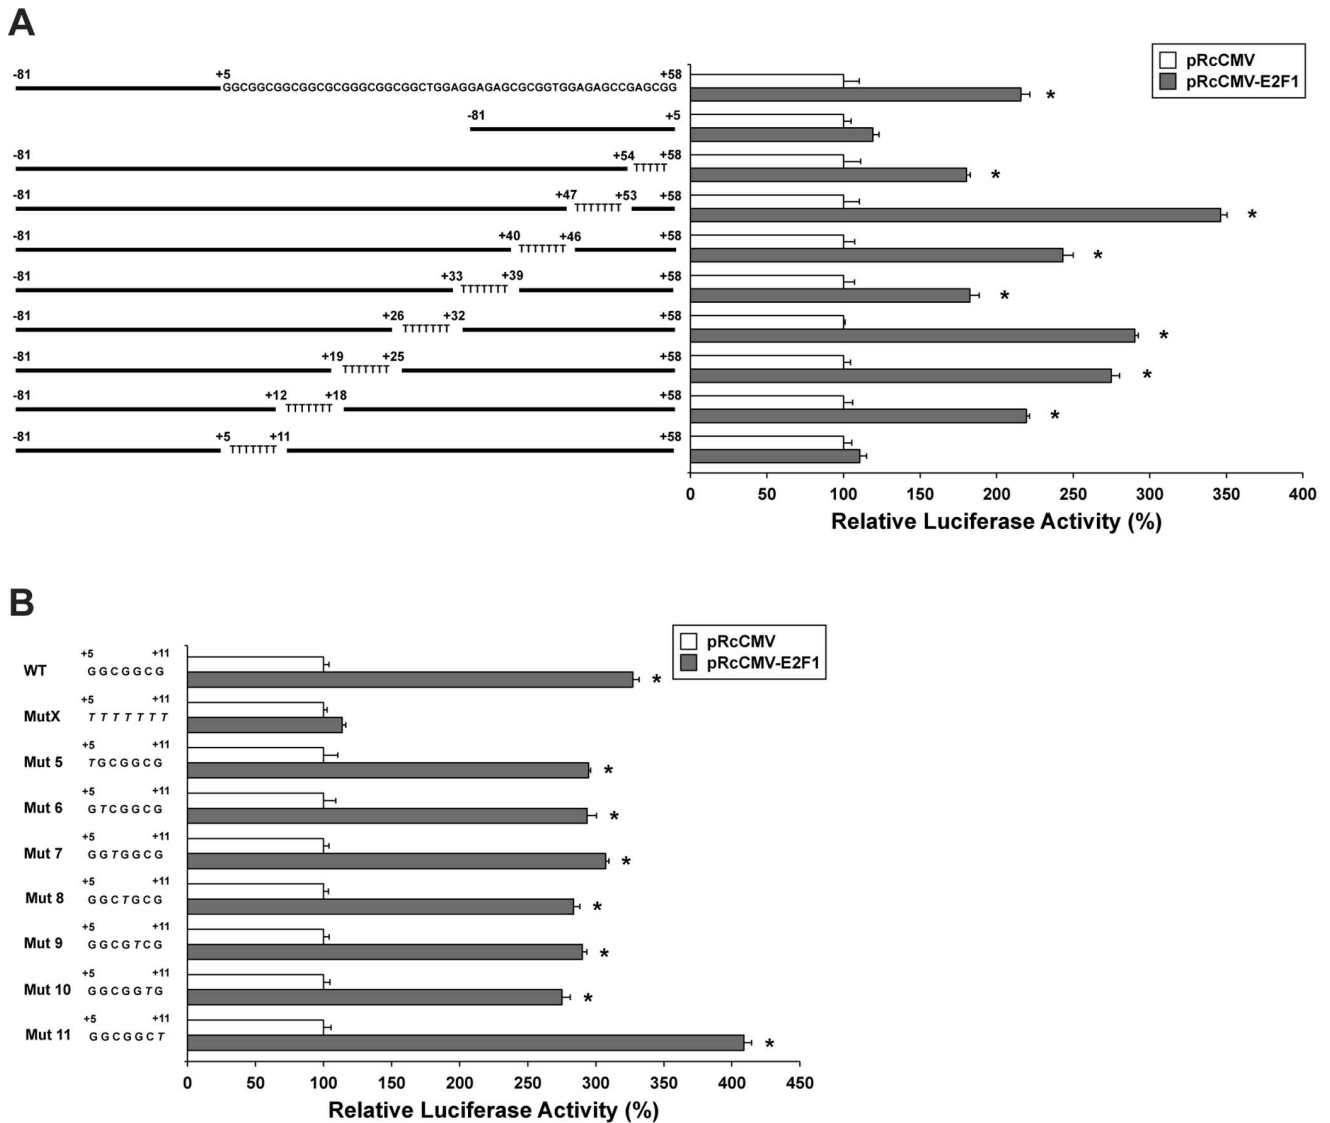 A
pRcCMV
pRcCMV-E2F1
-81 +5 +58
GGCGGCGGCGGCGCGGGCGGCGGCTGGAGGAGAGCGCGGTGGAGAGCCGAGCGG
*
-81 +5
-81 +54 +58
TTTTT
*
-81 +47 +53 +58
TTTTTTT
*
-81 +40 +46 +58
TTTTTTT
*
-81 +33 +39 +58
TTTTTTT
*
-81 +26 +32 +58
TTTTTTT
*
-81 +19 +25 +58
TTTTTTT
*
-81 +12 +18 +58
TTTTTTT
*
-81 +5 +11 +58
TTTTTTT
0 50 100 150 200 250 300 350 400
Relative Luciferase Activity (%)
B
pRcCMV
pRcCMV-E2F1
+5 +11
WT GGCGGCG *
+5 +11
MutX TTTTTTT
+5 +11
Mut 5 TGCGGCG *
+5 +11
Mut 6 GTCGGCG *
+5 +11
Mut 7 GGTGGCG *
+5 +11
Mut 8 GGCTGCG *
+5 +11
Mut 9 GGCGTCG *
+5 +11
Mut 10 GGCGGTG *
+5 +11
Mut 11 GGCGGCT *
0 50 100 150 200 250 300 350 400 450
Relative Luciferase Activity (%)